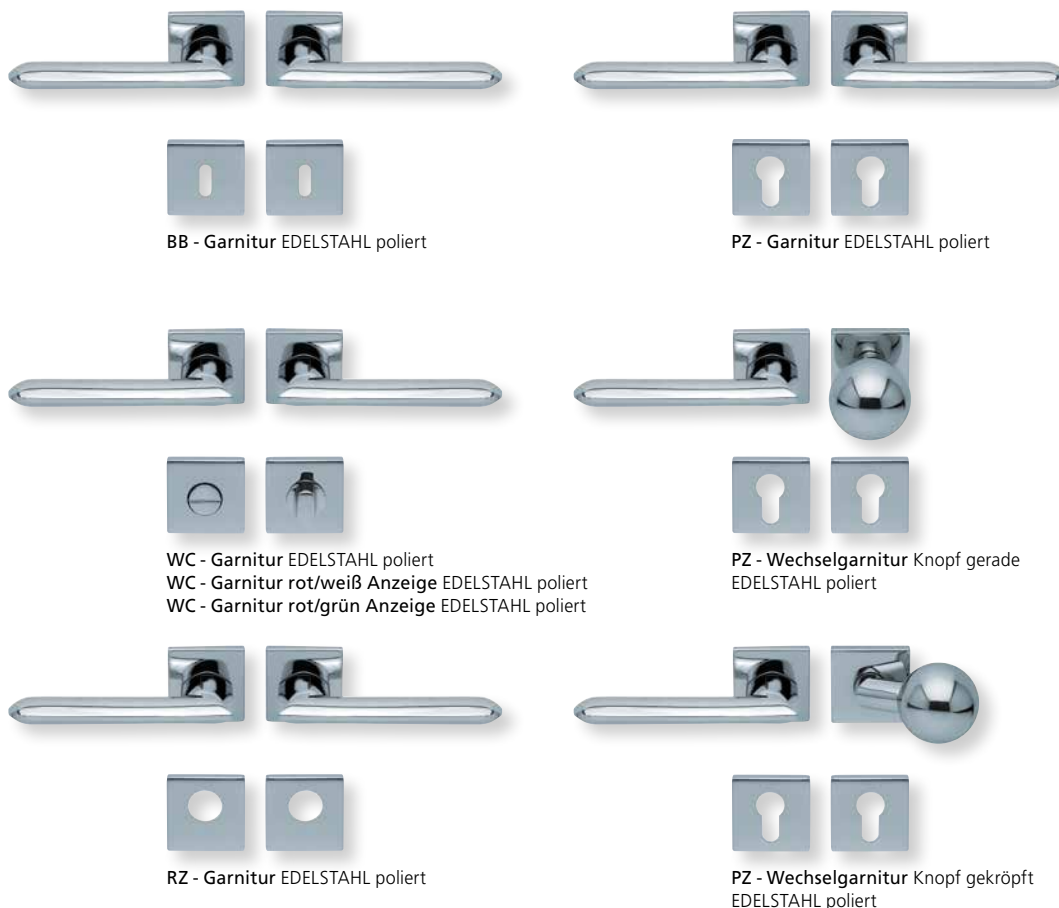 BB - Garnitur EDELSTAHL poliert
PZ - Garnitur EDELSTAHL poliert
WC - Garnitur EDELSTAHL poliert
WC - Garnitur rot/weiß Anzeige EDELSTAHL poliert
WC - Garnitur rot/grün Anzeige EDELSTAHL poliert
PZ - Wechselgarnitur Knopf gerade
EDELSTAHL poliert
RZ - Garnitur EDELSTAHL poliert
PZ - Wechselgarnitur Knopf gekröpft
EDELSTAHL poliert